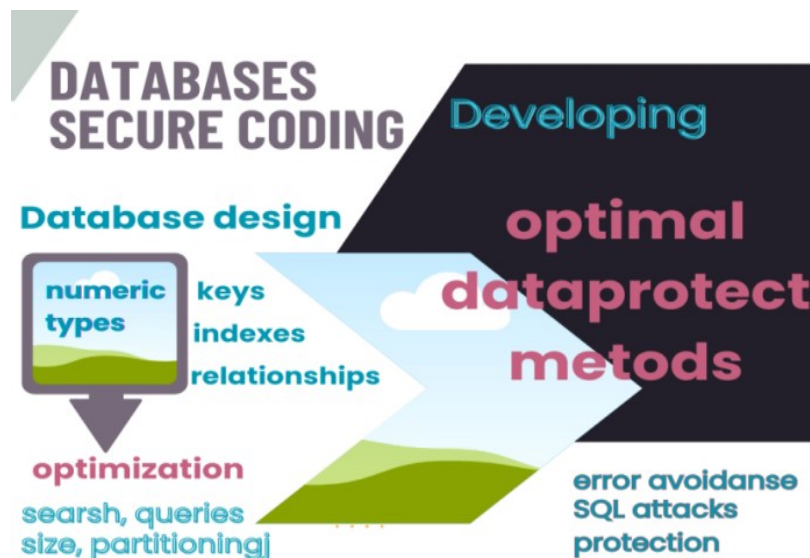 DATABASES
SECURE CODING
Developing
Database design
numeric
types
keys
indexes
relationships
optimal
dataprotect
metods
optimization
searsh, queries
size, partitioningj
error avoidanse
SQL attacks
protection